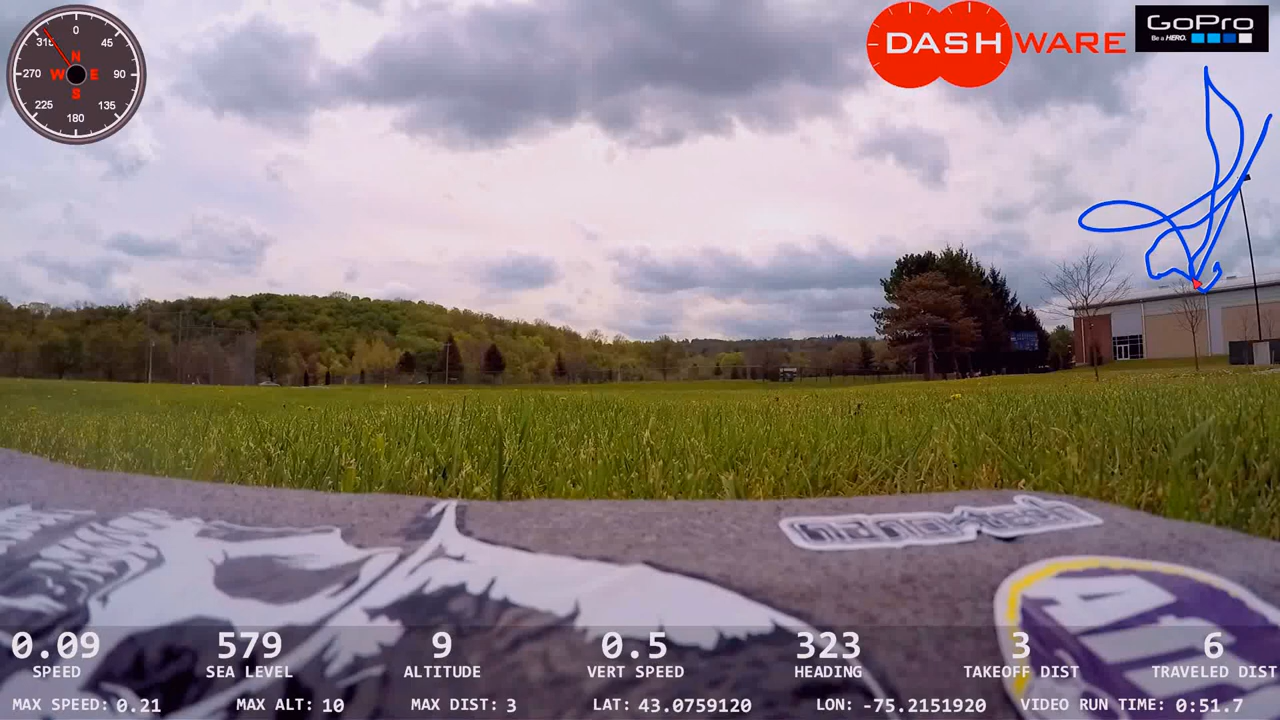 0
45
90
135
180
225
270
315
N
W E
S
DASHWARE
GoPro
Be a HERO.
0.09 579 9 0.5 323 3 6
SPEED SEA LEVEL ALTITUDE VERT SPEED HEADING TAKEOFF DIST TRAVELED DIST
MAX SPEED: 0.21 MAX ALT: 10 MAX DIST: 3 LAT: 43.0759120 LON: -75.2151920 VIDEO RUN TIME: 0:51.7